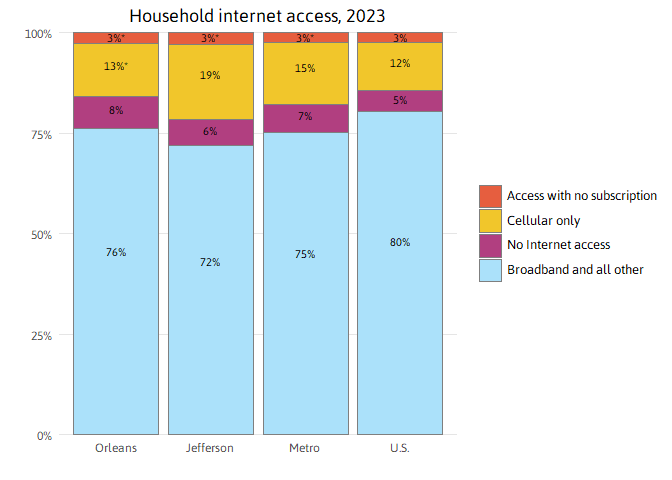 Household internet access, 2023
100%
75%
50%
25%
0%
3%* 3%* 3%* 3%
13%* 19% 15% 12%
8% 6% 7% 5%
76% 72% 75% 80%
Orleans Jefferson Metro U.S.
Access with no subscription
Cellular only
No Internet access
Broadband and all other